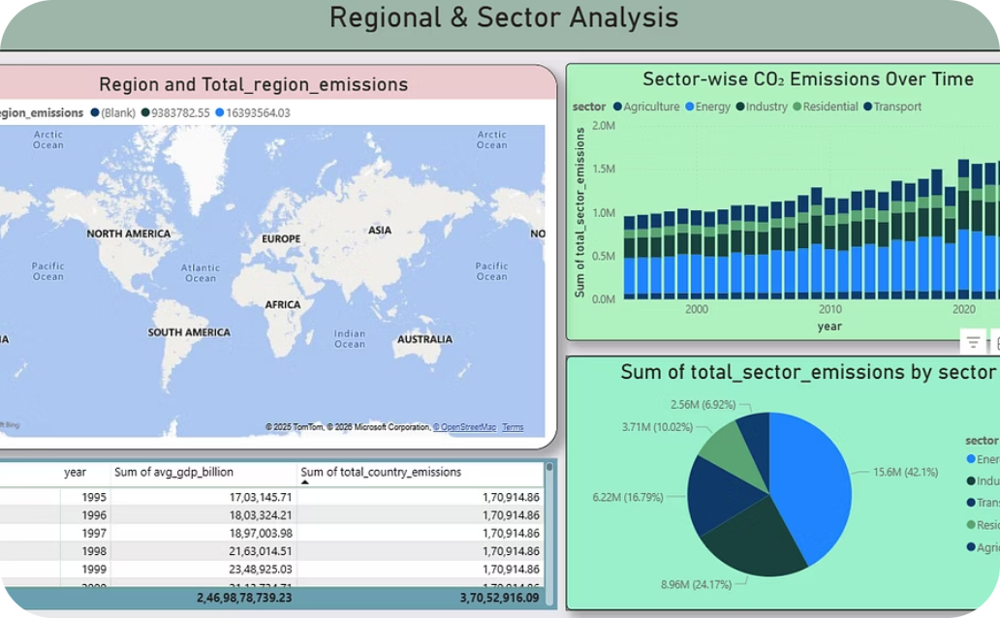 Regional & Sector Analysis
Region and Total_region_emissions
egion_emissions (Blank) 9383782.55 16393564.03
Arctic Ocean
Arctic Ocean
NORTH AMERICA
EUROPE
ASIA
NO
Pacific Ocean
Atlantic Ocean
Pacific Ocean
AFRICA
SOUTH AMERICA
Indian Ocean
AUSTRALIA
IA
ft Bing
© 2025 TomTom, © 2026 Microsoft Corporation, © OpenStreetMap Terms
Sector-wise CO₂ Emissions Over Time
sector Agriculture Energy Industry Residential Transport
Sum of total_sector_emissions
2.0M
1.5M
1.0M
0.5M
0.0M
2000 2010 2020
year
year Sum of avg_gdp_billion Sum of total_country_emissions
1995 17,03,145.71 1,70,914.86
1996 18,03,324.21 1,70,914.86
1997 18,97,003.98 1,70,914.86
1998 21,63,014.51 1,70,914.86
1999 23,48,925.03 1,70,914.86
2,46,98,78,739.23 3,70,52,916.09
Sum of total_sector_emissions by sector
2.56M (6.92%)
3.71M (10.02%)
15.6M (42.1%)
6.22M (16.79%)
8.96M (24.17%)
sector
Ener
Indu
Tran
Resid
Agri